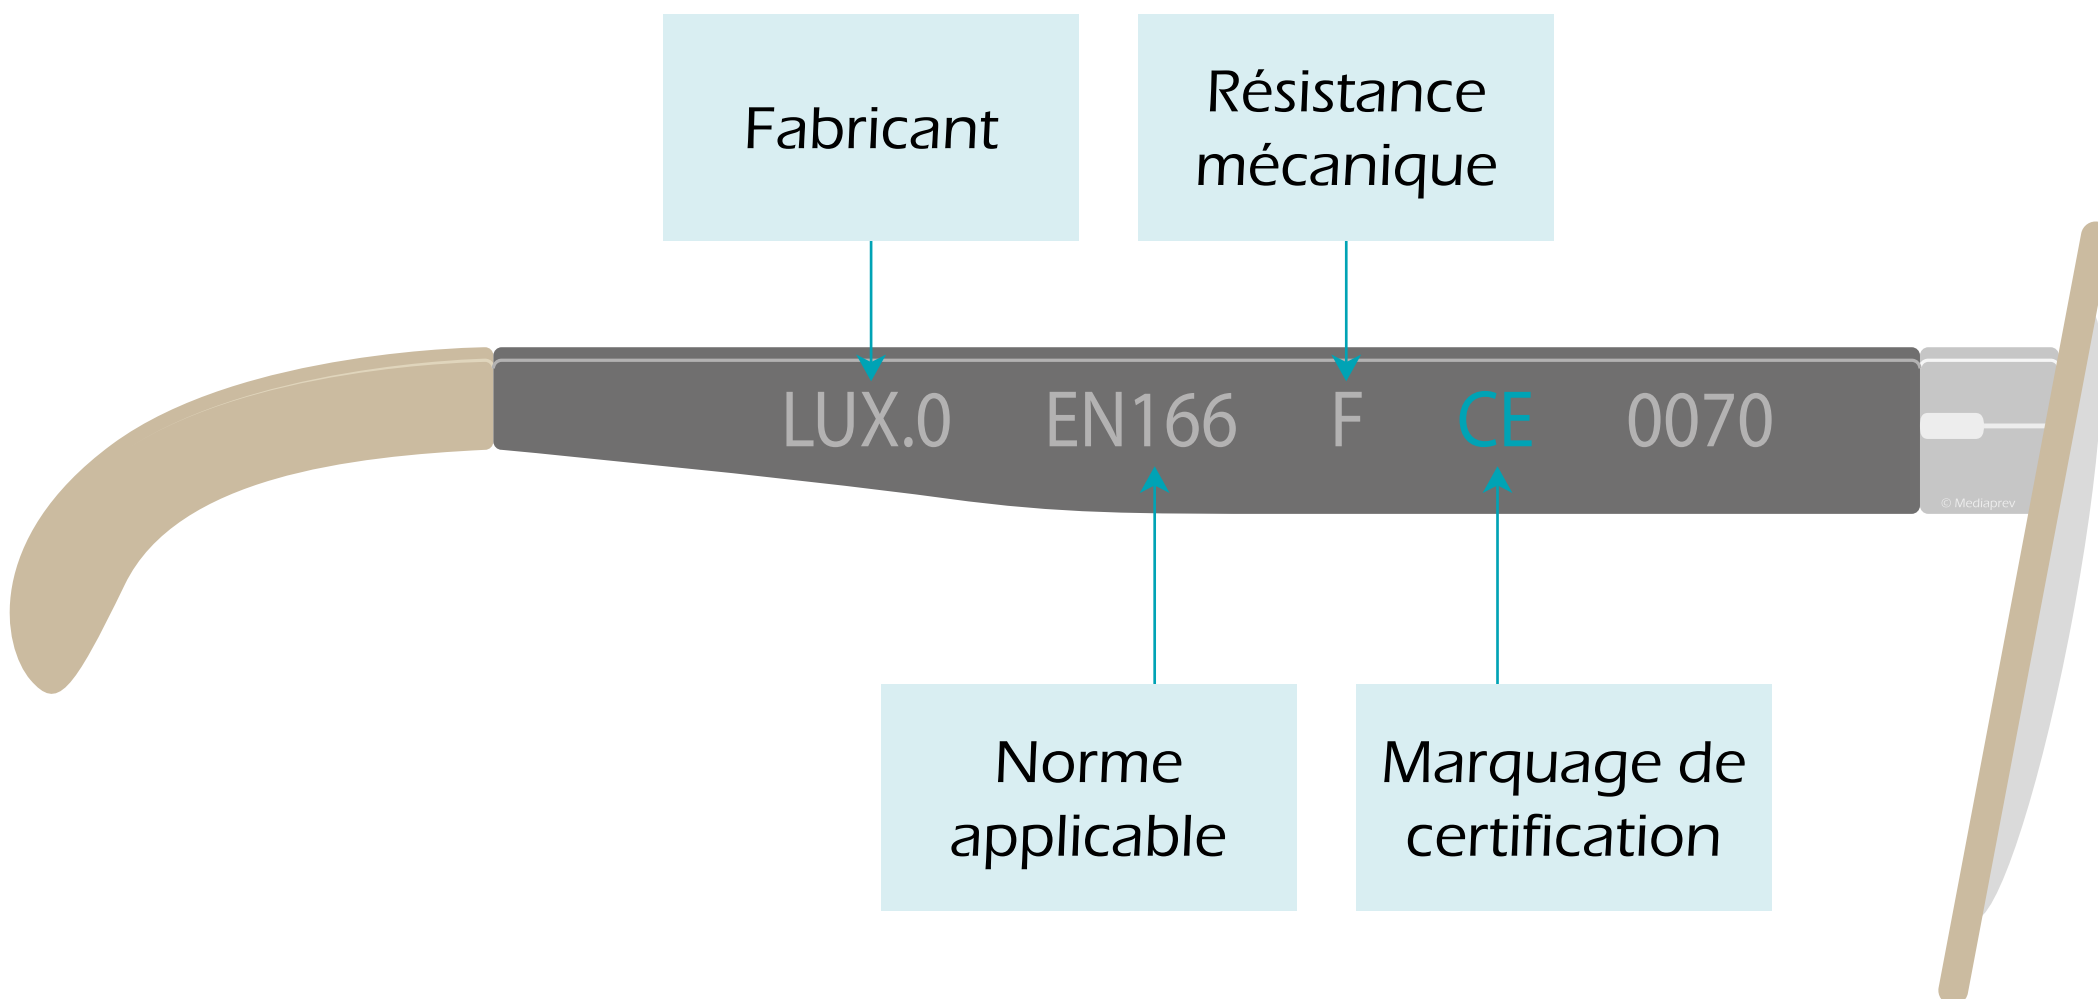 Fabricant
Résistance
mécanique
LUX.0 EN166 F CE 0070
© Mediaprev
Norme
applicable
Marquage de
certification